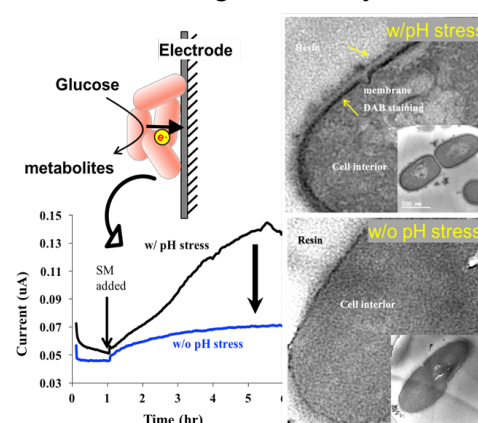 Electrode
Glucose
e-
metabolites
0.15
0.13
0.11
0.09
0.07
0.05
0.03
Current (uA)
SM
added
w/ pH stress
w/o pH stress
0 1 2 3 4 5 6
Time (hr)
w/pH stress
Resin
membrane
DAB staining
Cell interior
w/o pH stress
Resin
Cell interior